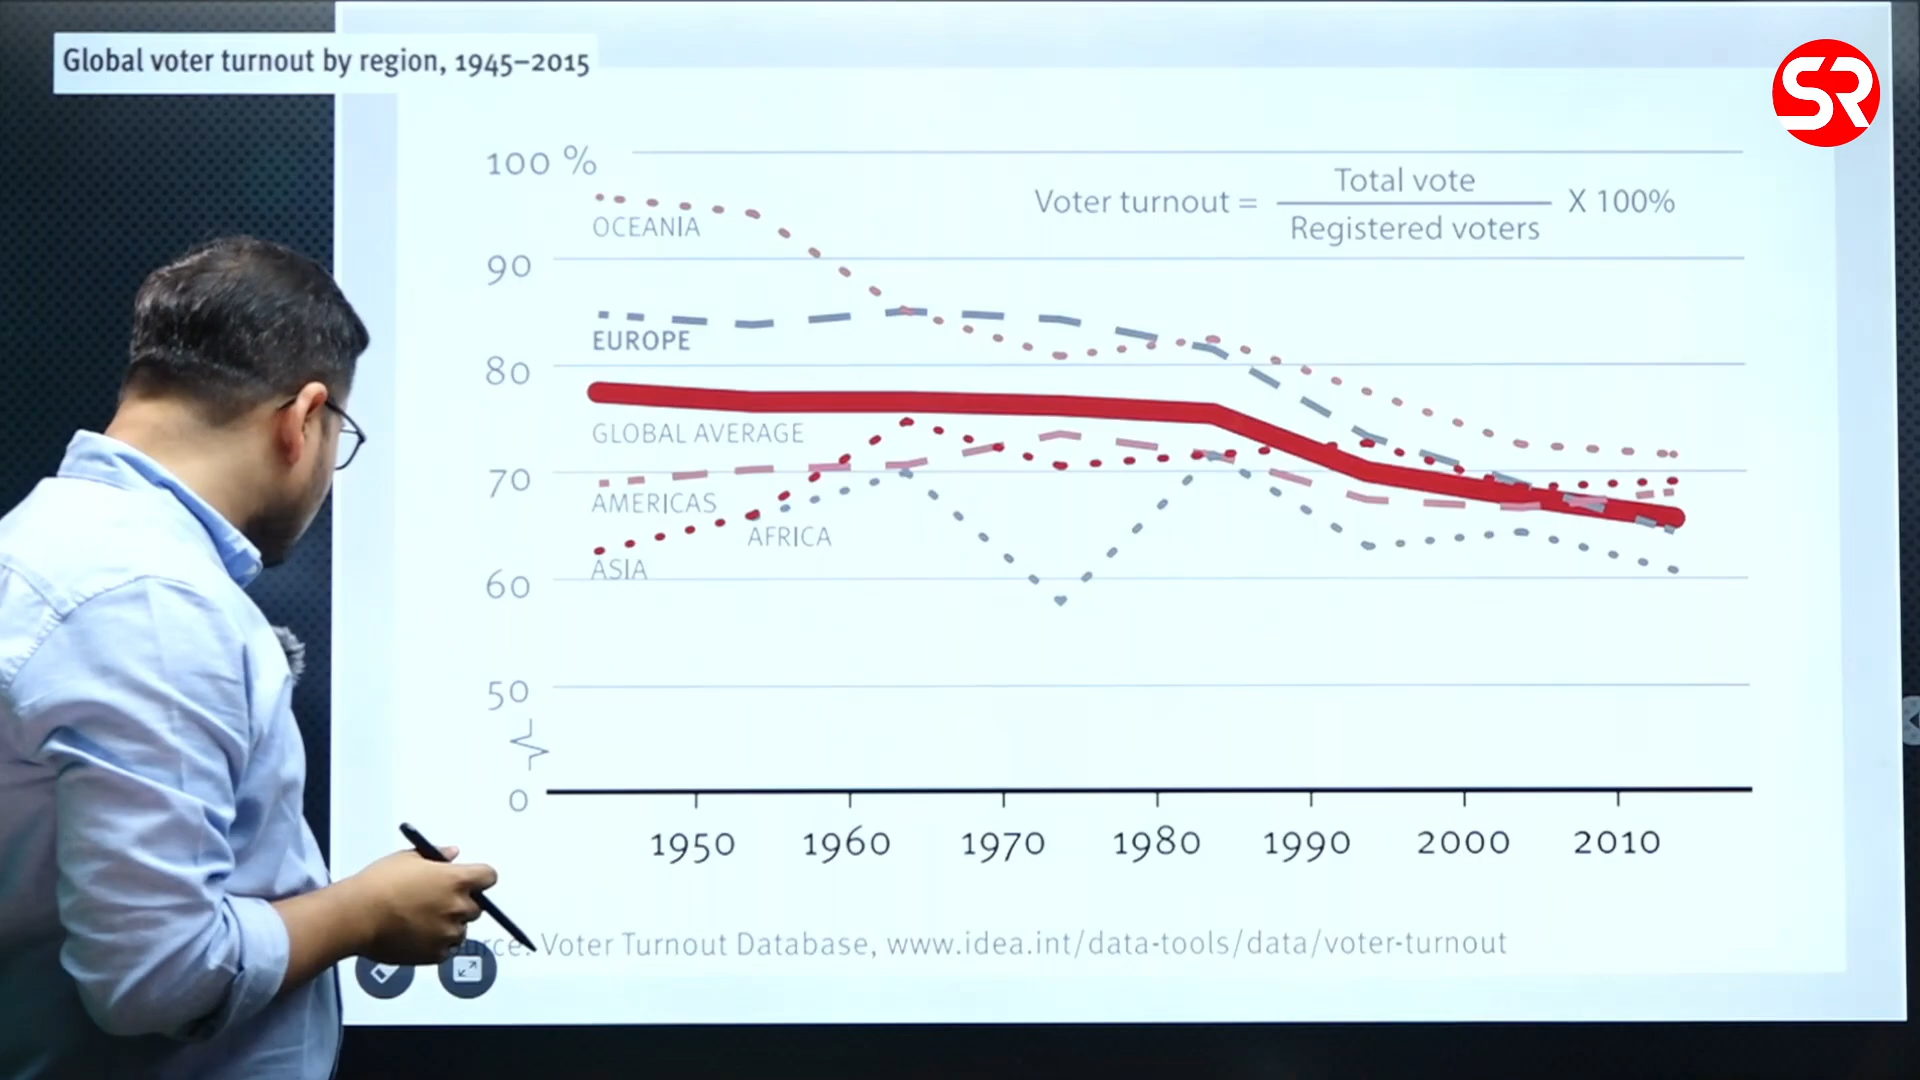 Global voter turnout by region, 1945–2015
SR
100 %
Voter turnout = Total vote X 100%
Registered voters
OCEANIA
90
EUROPE
80
GLOBAL AVERAGE
70
AMERICAS
AFRICA
ASIA
60
50
0
1950 1960 1970 1980 1990 2000 2010
Voter Turnout Database, www.idea.int/data-tools/data/voter-turnout